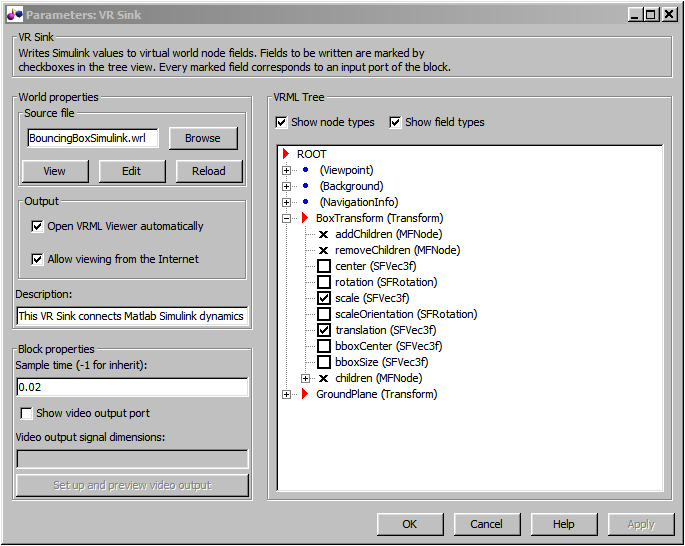 Parameters: VR Sink
VR Sink
Writes Simulink values to virtual world node fields. Fields to be written are marked by
checkboxes in the tree view. Every marked field corresponds to an input port of the block.
World properties
Source file
BouncingBoxSimulink.wrl
Browse
View
Edit
Reload
Output
Open VRML Viewer automatically
Allow viewing from the Internet
Description:
This VR Sink connects Matlab Simulink dynamics
Block properties
Sample time (-1 for inherit):
0.02
Show video output port
Video output signal dimensions:
Set up and preview video output
VRML Tree
Show node types
Show field types
ROOT
(Viewpoint)
(Background)
(NavigationInfo)
BoxTransform (Transform)
addChildren (MFNode)
removeChildren (MFNode)
center (SFVec3f)
rotation (SFRotation)
scale (SFVec3f)
scaleOrientation (SFRotation)
translation (SFVec3f)
bboxCenter (SFVec3f)
bboxSize (SFVec3f)
children (MFNode)
GroundPlane (Transform)
OK
Cancel
Help
Apply